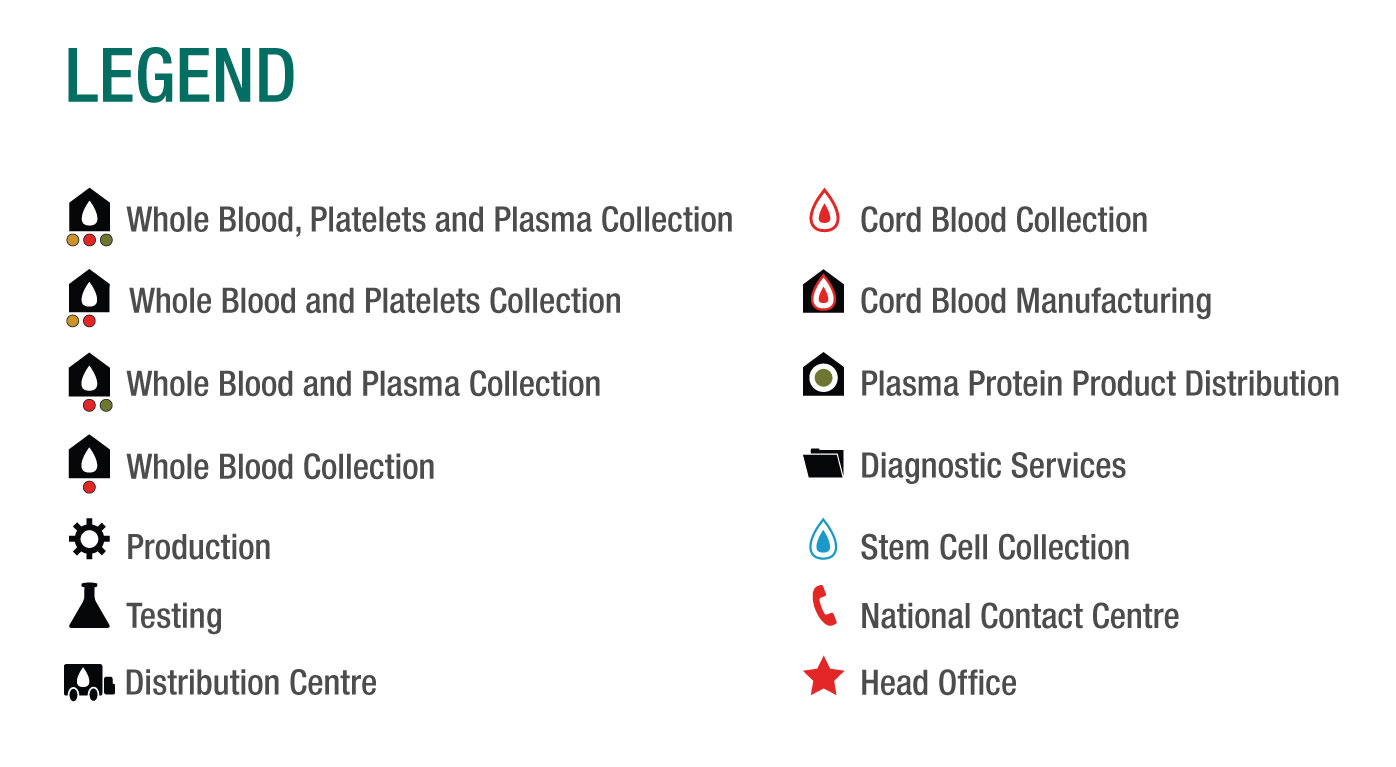 LEGEND
Whole Blood, Platelets and Plasma Collection
Whole Blood and Platelets Collection
Whole Blood and Plasma Collection
Whole Blood Collection
Production
Testing
Distribution Centre
Cord Blood Collection
Cord Blood Manufacturing
Plasma Protein Product Distribution
Diagnostic Services
Stem Cell Collection
National Contact Centre
Head Office